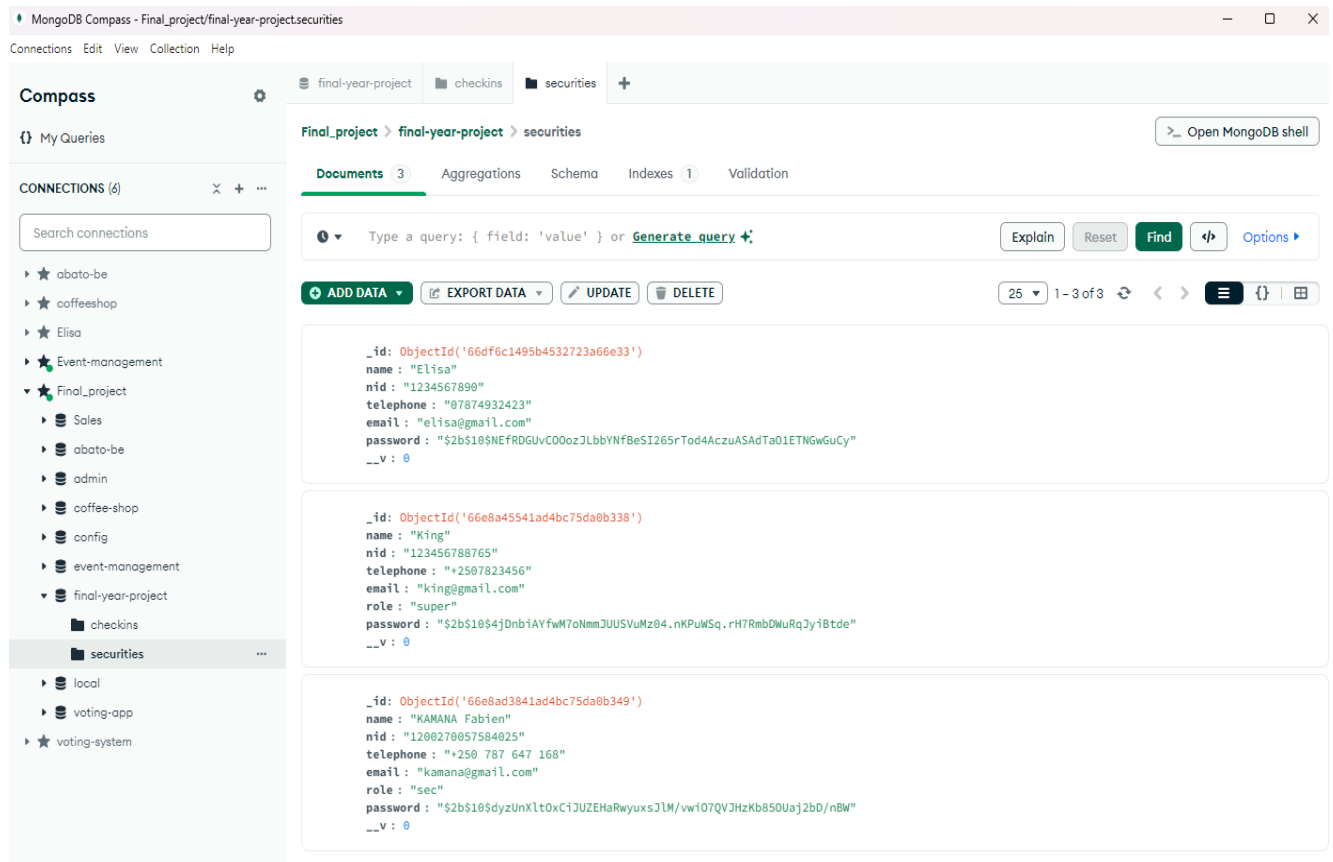 MongoDB Compass - Final_project/final-year-project.securities
Connections Edit View Collection Help
Compass
{} My Queries
CONNECTIONS (6)
Search connections
abato-be
coffeeshop
Elisa
Event-management
Final_project
Sales
abato-be
admin
coffee-shop
config
event-management
final-year-project
checkins
securities
local
voting-app
voting-system
final-year-project checkins securities
Final_project > final-year-project > securities
>_ Open MongoDB shell
Documents 3 Aggregations Schema Indexes 1 Validation
Type a query: { field: 'value' } or Generate query
Explain Reset Find </> Options
ADD DATA EXPORT DATA UPDATE DELETE
25 1 – 3 of 3 {}
_id: ObjectId('66df6c1495b4532723a66e33')
name : "Elisa"
nid : "1234567890"
telephone : "07874932423"
email : "elisa@gmail.com"
password : "$2b$10$NEfRDGUvCOOozJLbbYNfBeSI265rTod4AczuASAdTaO1ETNGwGuCy"
__v : 0
_id: ObjectId('66e8a45541ad4bc75da0b338')
name : "King"
nid : "123456788765"
telephone : "+2507823456"
email : "king@gmail.com"
role : "super"
password : "$2b$10$4jDnbiAYfwM7oNmmJUUSVuMz04.nKPuWSq.rH7RmbDWuRqJyiBtde"
__v : 0
_id: ObjectId('66e8ad3841ad4bc75da0b349')
name : "KAMANA Fabien"
nid : "1200270057584025"
telephone : "+250 787 647 168"
email : "kamana@gmail.com"
role : "sec"
password : "$2b$10$dyzUnXltOxCiJUZEHaRwyuxsJlM/vwiO7QVJHzKb85OUaj2bD/nBW"
__v : 0